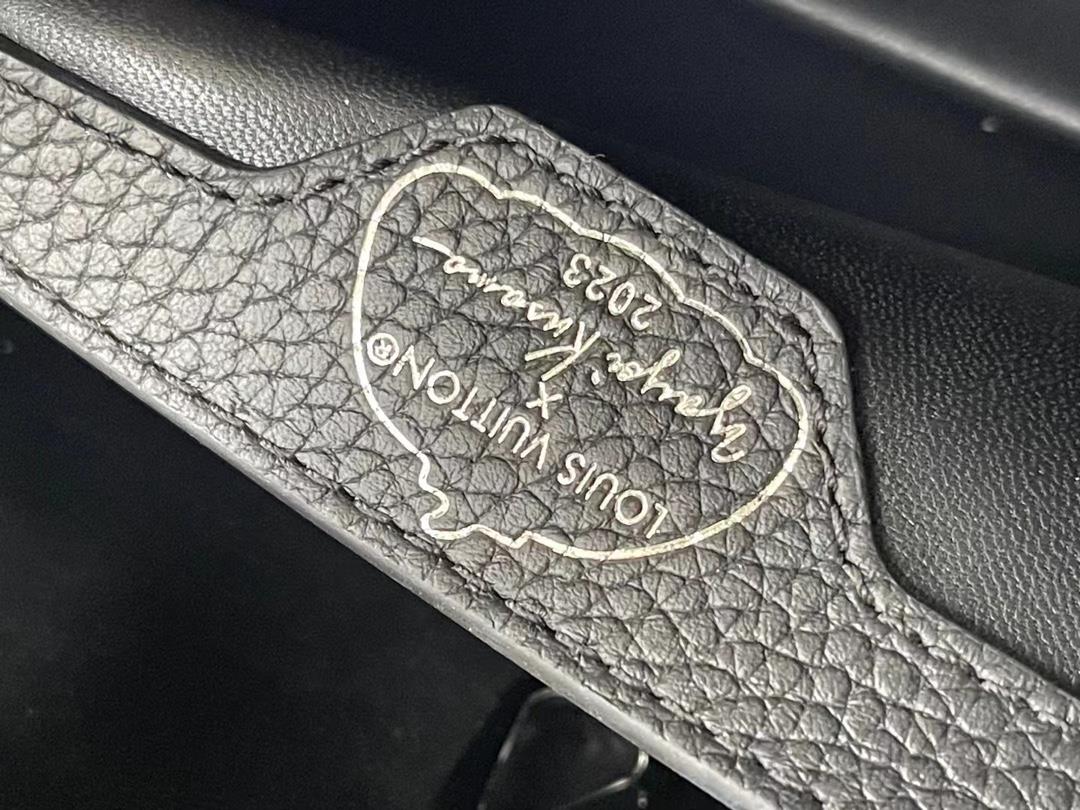 LOUIS VUITTON®
x
Yayoi Kusama
2023